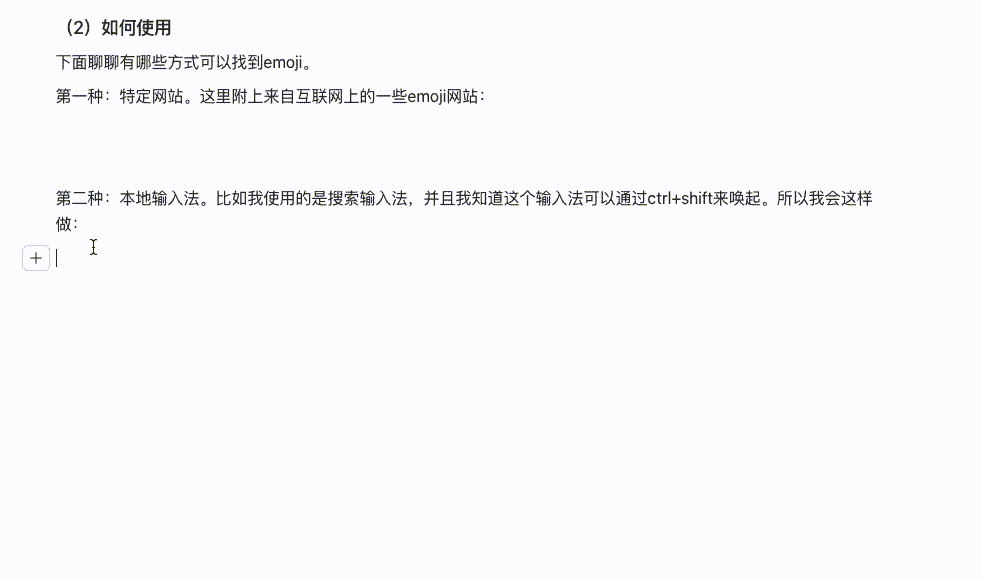 （2）如何使用
下面聊聊有哪些方式可以找到emoji。
第一种：特定网站。这里附上来自互联网上的一些emoji网站：
第二种：本地输入法。比如我使用的是搜索输入法，并且我知道这个输入法可以通过ctrl+shift来唤起。所以我会这样
做：